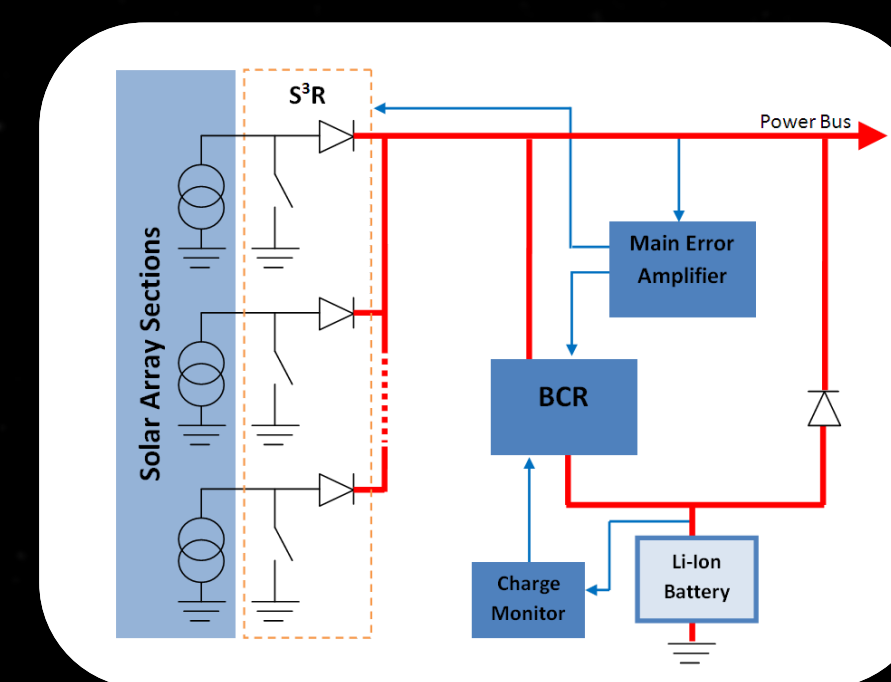 S³R
Power Bus
Main Error
Amplifier
Solar Array Sections
BCR
Li-Ion
Battery
Charge
Monitor